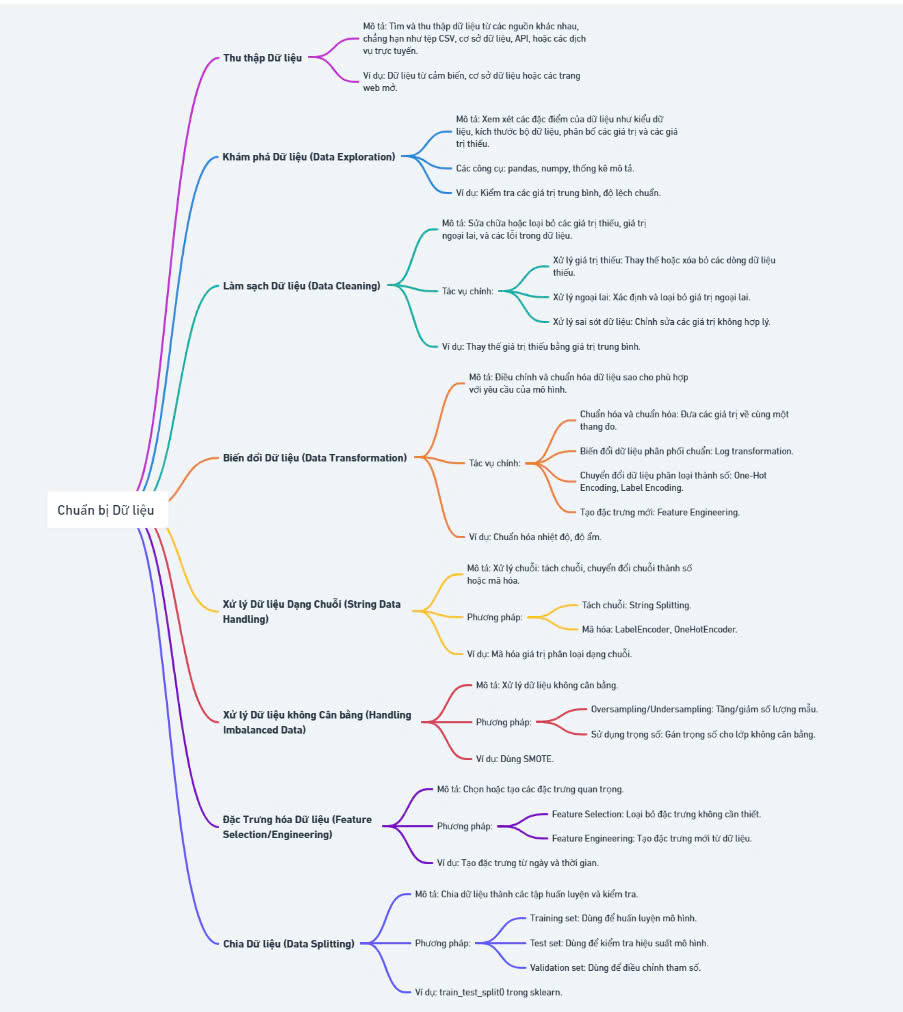 Chuẩn bị Dữ liệu
Thu thập Dữ liệu
Mô tả: Tìm và thu thập dữ liệu từ các nguồn khác nhau,
chẳng hạn như tệp CSV, cơ sở dữ liệu, API, hoặc các dịch
vụ trực tuyến.
Ví dụ: Dữ liệu từ cảm biến, cơ sở dữ liệu hoặc các trang
web mở.
Khám phá Dữ liệu (Data Exploration)
Mô tả: Xem xét các đặc điểm của dữ liệu như kiểu dữ
liệu, kích thước bộ dữ liệu, phân bố các giá trị và các giá
trị thiếu.
Các công cụ: pandas, numpy, thống kê mô tả.
Ví dụ: Kiểm tra các giá trị trung bình, độ lệch chuẩn.
Làm sạch Dữ liệu (Data Cleaning)
Mô tả: Sửa chữa hoặc loại bỏ các giá trị thiếu, giá trị
ngoại lai, và các lỗi trong dữ liệu.
Tác vụ chính:
Xử lý giá trị thiếu: Thay thế hoặc xóa bỏ các dòng dữ liệu
thiếu.
Xử lý ngoại lai: Xác định và loại bỏ giá trị ngoại lai.
Xử lý sai sót dữ liệu: Chỉnh sửa các giá trị không hợp lý.
Ví dụ: Thay thế giá trị thiếu bằng giá trị trung bình.
Biến đổi Dữ liệu (Data Transformation)
Mô tả: Điều chỉnh và chuẩn hóa dữ liệu sao cho phù hợp
với yêu cầu của mô hình.
Tác vụ chính:
Chuẩn hóa và chuẩn hóa: Đưa các giá trị về cùng một
thang đo.
Biến đổi dữ liệu phân phối chuẩn: Log transformation.
Chuyển đổi dữ liệu phân loại thành số: One-Hot
Encoding, Label Encoding.
Tạo đặc trưng mới: Feature Engineering.
Ví dụ: Chuẩn hóa nhiệt độ, độ ẩm.
Xử lý Dữ liệu Dạng Chuỗi (String Data
Handling)
Mô tả: Xử lý chuỗi: tách chuỗi, chuyển đổi chuỗi thành số
hoặc mã hóa.
Phương pháp:
Tách chuỗi: String Splitting.
Mã hóa: LabelEncoder, OneHotEncoder.
Ví dụ: Mã hóa giá trị phân loại dạng chuỗi.
Xử lý Dữ liệu không Cân bằng (Handling
Imbalanced Data)
Mô tả: Xử lý dữ liệu không cân bằng.
Phương pháp:
Oversampling/Undersampling: Tăng/giảm số lượng mẫu.
Sử dụng trọng số: Gán trọng số cho lớp không cân bằng.
Ví dụ: Dùng SMOTE.
Đặc Trưng hóa Dữ liệu (Feature
Selection/Engineering)
Mô tả: Chọn hoặc tạo các đặc trưng quan trọng.
Phương pháp:
Feature Selection: Loại bỏ đặc trưng không cần thiết.
Feature Engineering: Tạo đặc trưng mới từ dữ liệu.
Ví dụ: Tạo đặc trưng từ ngày và thời gian.
Chia Dữ liệu (Data Splitting)
Mô tả: Chia dữ liệu thành các tập huấn luyện và kiểm tra.
Phương pháp:
Training set: Dùng để huấn luyện mô hình.
Test set: Dùng để kiểm tra hiệu suất mô hình.
Validation set: Dùng để điều chỉnh tham số.
Ví dụ: train_test_split() trong sklearn.